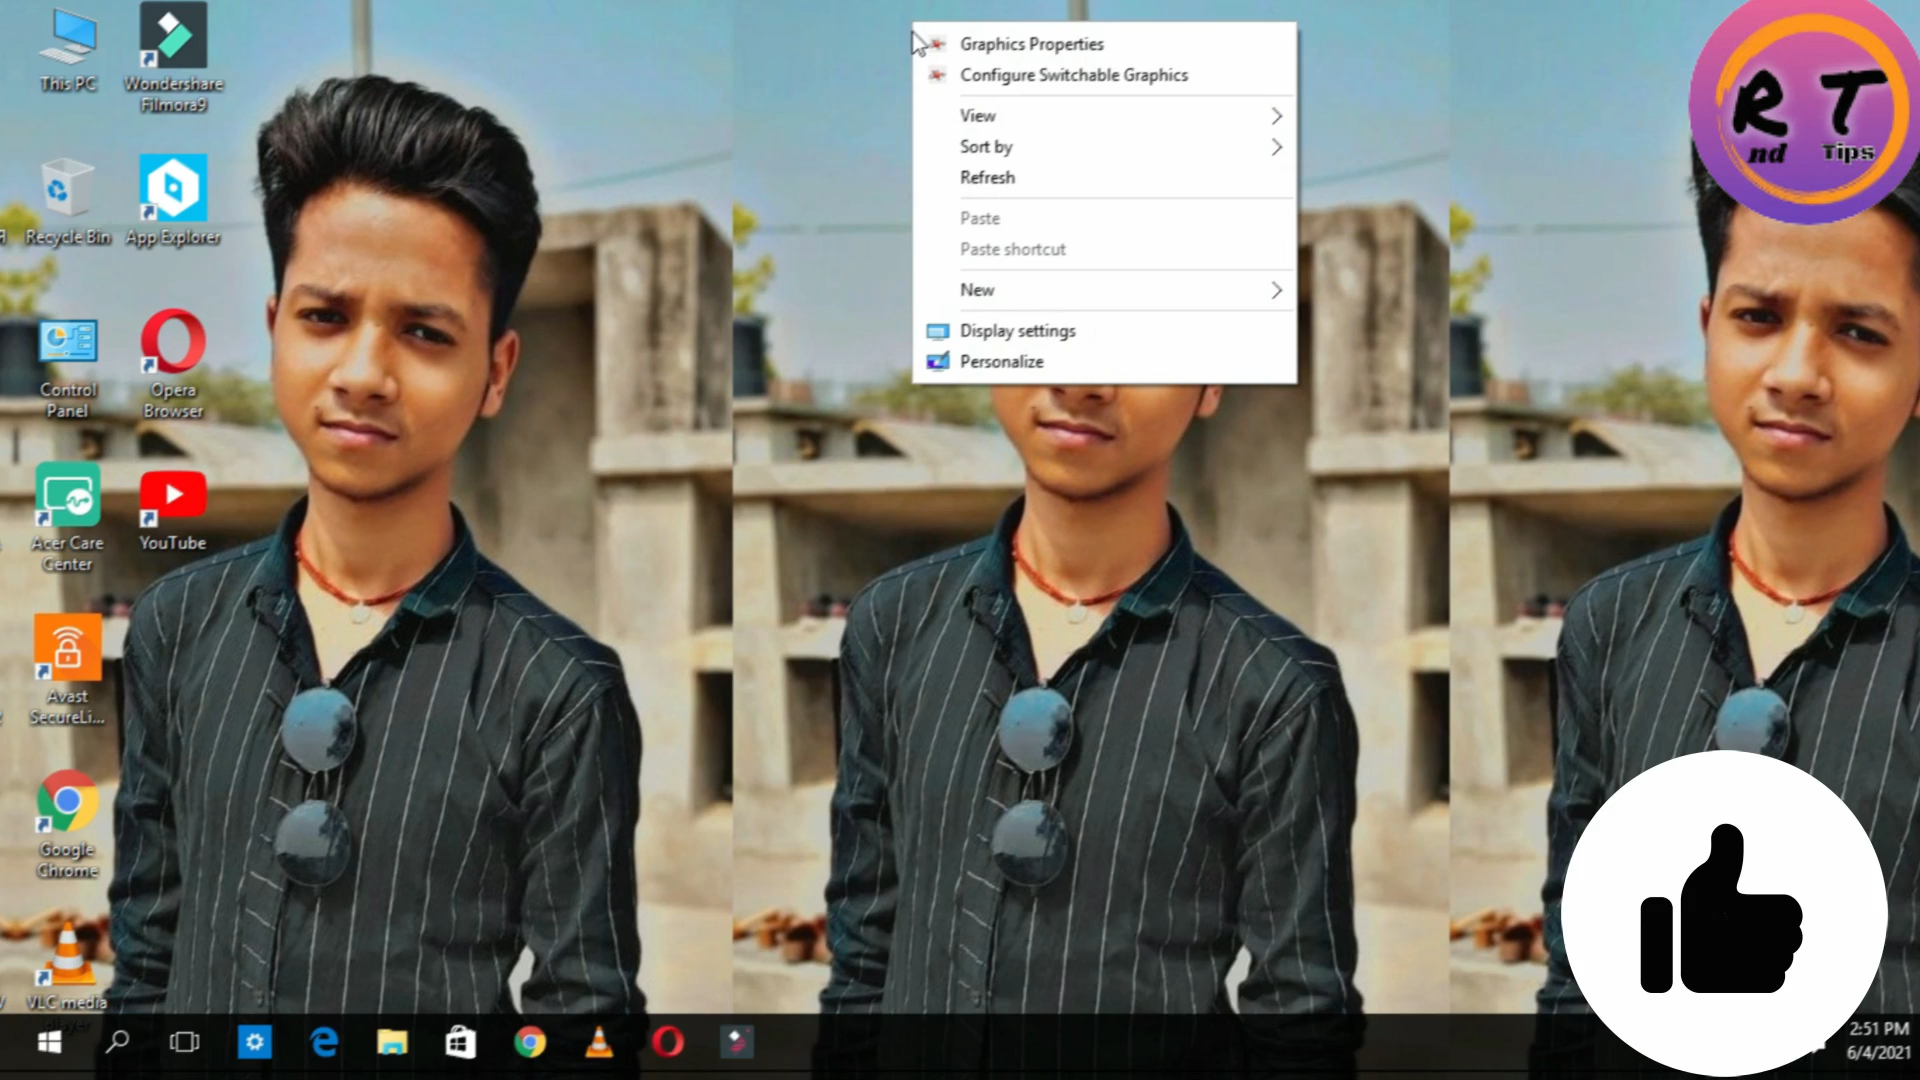 This PC
Wondershare
Filmora9
Recycle Bin
App Explorer
Control
Panel
Opera
Browser
Acer Care
Center
YouTube
Avast
SecureLi...
Google
Chrome
VLC media
player
Graphics Properties
Configure Switchable Graphics
View
Sort by
Refresh
Paste
Paste shortcut
New
Display settings
Personalize
R T
nd Tips
2:51 PM
6/4/2021